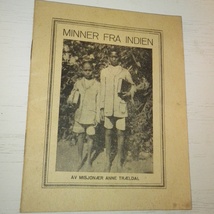 MINNER FRA INDIEN
AV MISJONÆR ANNE TRÆLDAL